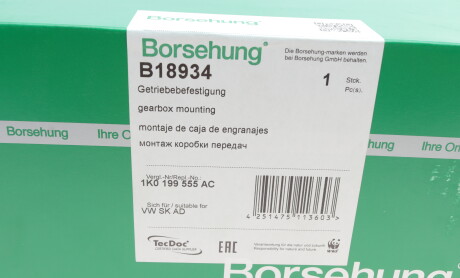 Borsehung®
B18934
Die Borsehung-marken werden
bei Borsehung GmbH behalten.
1 Stck.
Pc(s).
Getriebebefestigung
gearbox mounting
montaje de caja de engranajes
монтаж коробки передач
Borsehung
Ihre O
Borsehung
Ihre O
Vergl.-Nr/Repl.-No.:
1K0 199 555 AC
Sich für / suitable for
VW SK AD
4 251475 113603 >
TecDoc
EAC
WWF
Borsehung